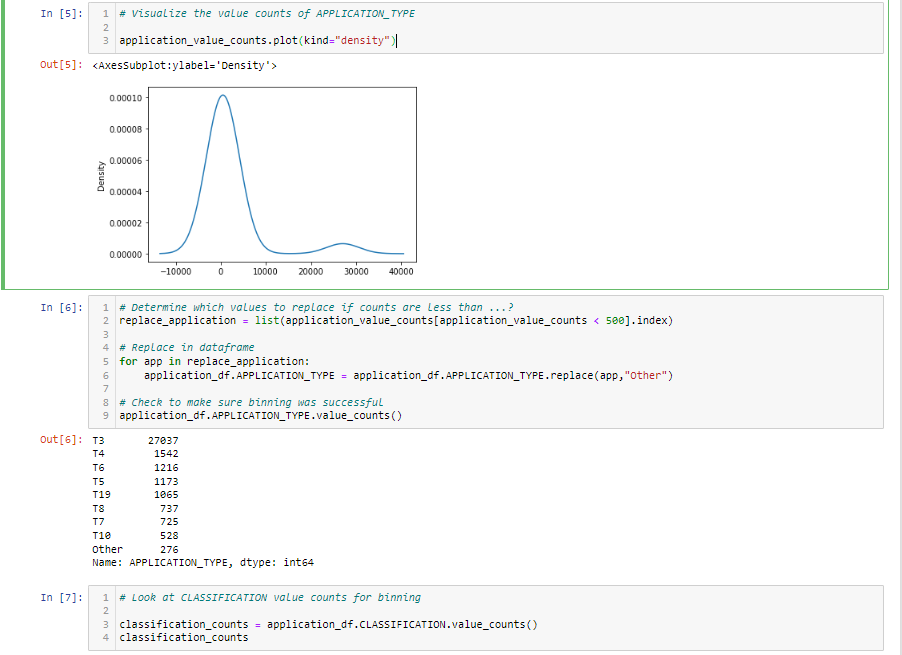 In [5]:
1 # Visualize the value counts of APPLICATION_TYPE
2
3 application_value_counts.plot(kind="density")
Out[5]: <AxesSubplot:ylabel='Density'>
0.00010
0.00008
0.00006
0.00004
0.00002
0.00000
Density
−10000 0 10000 20000 30000 40000
In [6]:
1 # Determine which values to replace if counts are less than ...?
2 replace_application = list(application_value_counts[application_value_counts < 500].index)
3
4 # Replace in dataframe
5 for app in replace_application:
6     application_df.APPLICATION_TYPE = application_df.APPLICATION_TYPE.replace(app,"Other")
7
8 # Check to make sure binning was successful
9 application_df.APPLICATION_TYPE.value_counts()
Out[6]: T3 27037
T4 1542
T6 1216
T5 1173
T19 1065
T8 737
T7 725
T10 528
Other 276
Name: APPLICATION_TYPE, dtype: int64
In [7]:
1 # Look at CLASSIFICATION value counts for binning
2
3 classification_counts = application_df.CLASSIFICATION.value_counts()
4 classification_counts